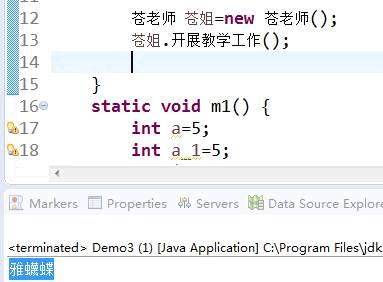 12 苍老师 苍姐=new 苍老师();
13 苍姐.开展教学工作();
14
15 }
16 static void m1() {
17 int a=5;
18 int a_1=5;
Markers Properties Servers Data Source Explore
<terminated> Demo3 (1) [Java Application] C:\Program Files\jdk
雅蠛蝶